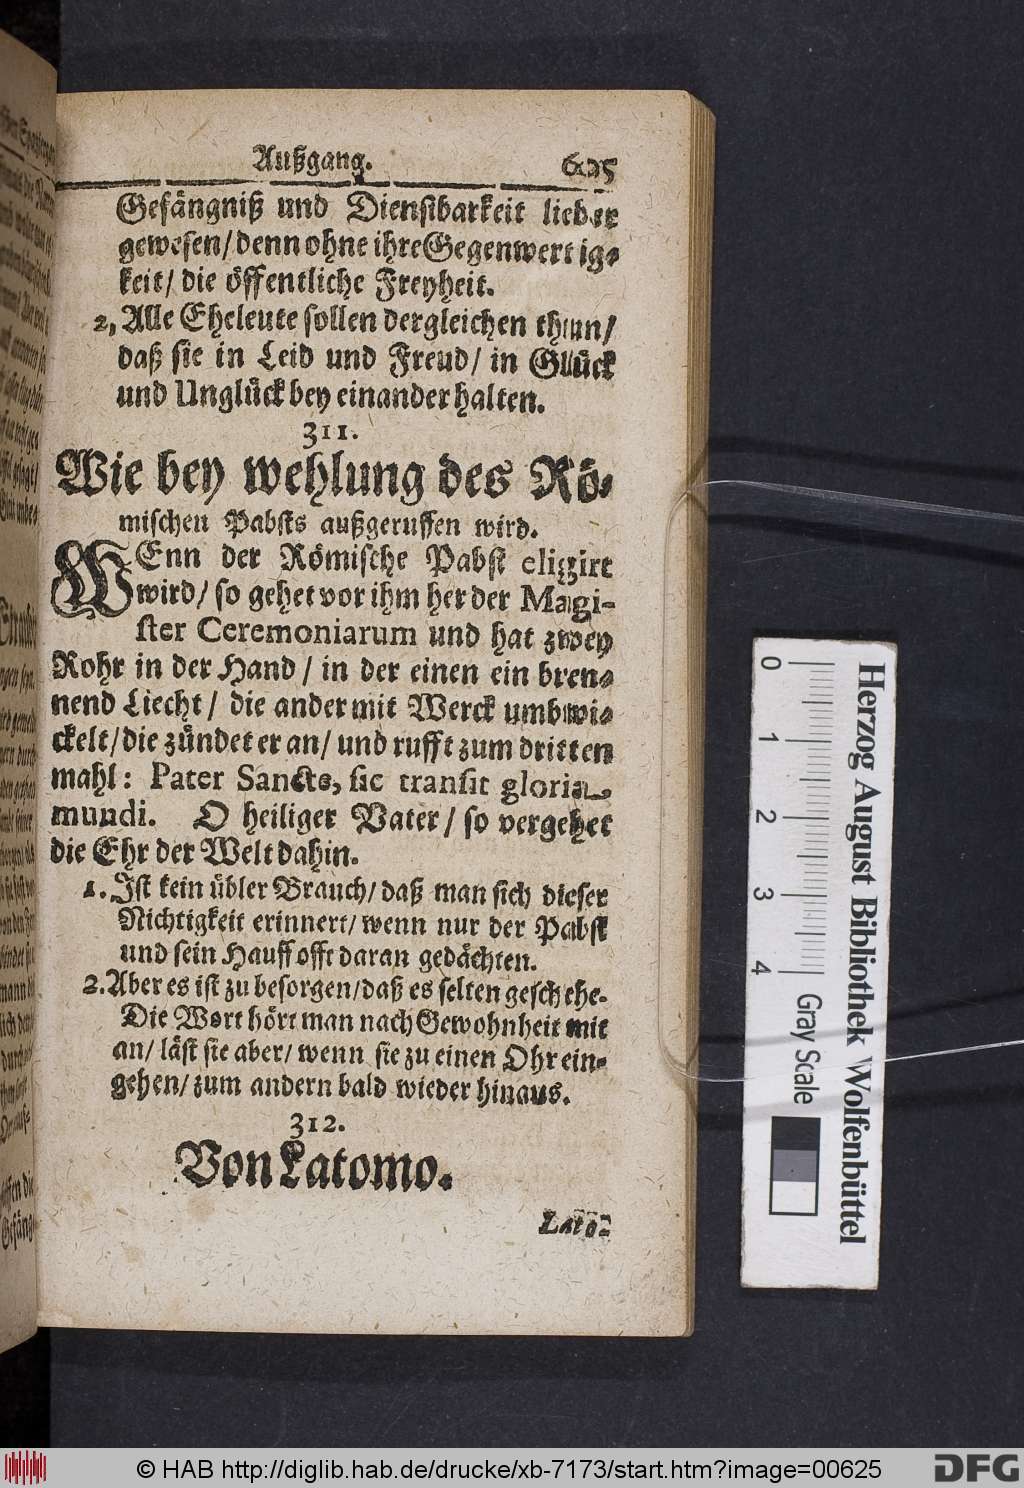 Außgang. 605
Gefängniß und Dienstbarkeit lieber
gewesen/ denn ohne ihre Gegenwertig-
keit/ die öffentliche Freyheit.
2, Alle Eheleute sollen dergleichen thun/
daß sie in Leid und Freud/ in Glück
und Unglück bey einander halten.
311.
Wie bey wehlung des Rö-
mischen Pabsts außgeruffen wird.
WEnn der Römische Pabst eligirt
wird/ so gehet vor ihm her der Magi-
ster Ceremoniarum und hat zwey
Rohr in der Hand / in der einen ein bren-
nend Liecht / die ander mit Werck umbwi-
ckelt/ die zündet er an/ und rufft zum dritten
mahl: Pater Sancte, sic transit gloria
mundi. O heiliger Vater / so vergehet
die Ehr der Welt dahin.
1. Ist kein übler Brauch/ daß man sich dieser
Nichtigkeit erinnert/ wenn nur der Pabst
und sein Hauff offt daran gedächten.
2. Aber es ist zu besorgen/ daß es selten geschehe.
Die Wort hört man nach Gewohnheit mit
an/ läst sie aber/ wenn sie zu einen Ohr ein-
gehen/ zum andern bald wieder hinaus.
312.
Von Latomo.
Lato-
0 1 2 3 4
Gray Scale
Herzog August Bibliothek Wolfenbüttel
© HAB http://diglib.hab.de/drucke/xb-7173/start.htm?image=00625
DFG